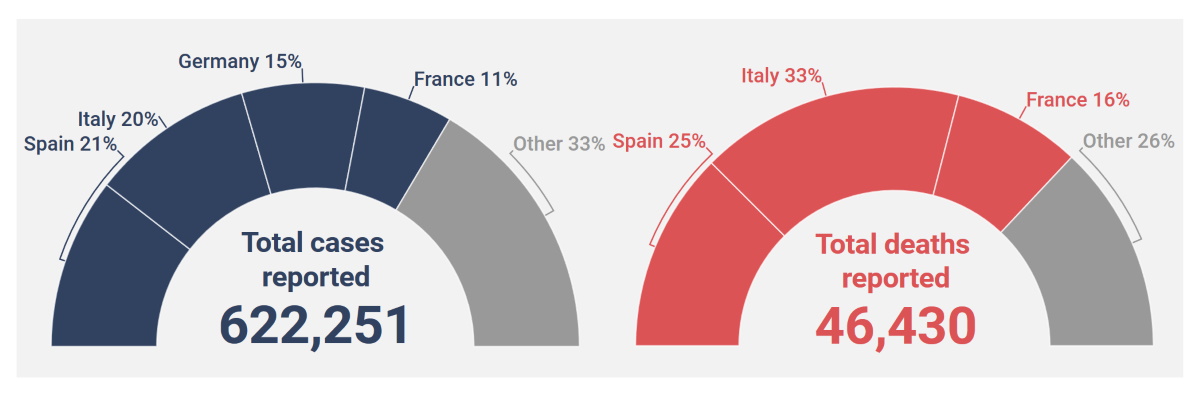 Germany 15%
France 11%
Italy 20%
Spain 21%
Other 33%
Total cases
reported
622,251
Italy 33%
France 16%
Spain 25%
Other 26%
Total deaths
reported
46,430